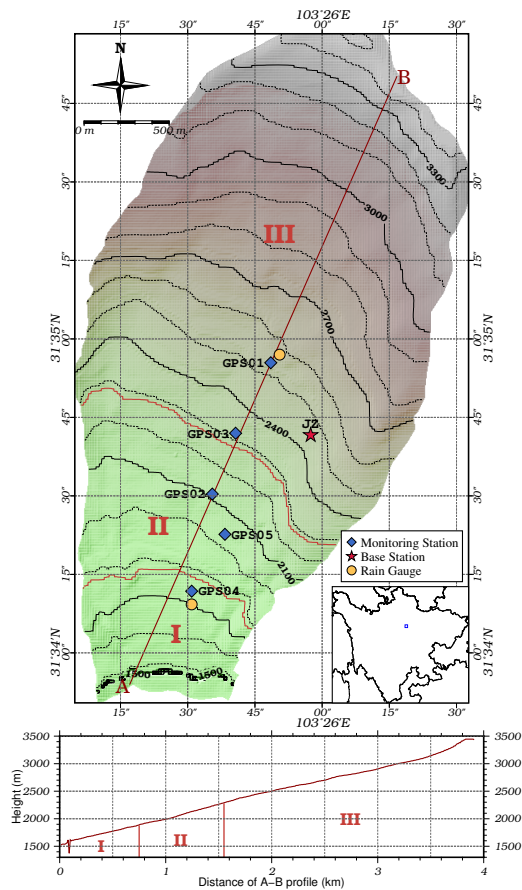 103°26'E
15" 30" 45" 00" 15" 30"
N
B
45" 45"
0 m 500 m
3300
30" 30"
3000
III
15" 15"
31°35'N 00" 00" 31°35'N
2700
GPS01
JZ
45" 45"
GPS03
2400
30" GPS02 30"
II
GPS05
Monitoring Station
Base Station
Rain Gauge
2100
15" 15"
GPS04
I
31°34'N 00" 00" 31°34'N
1500 1500
A
15" 30" 45" 00" 15" 30"
103°26'E
3500 3500
3000 3000
2500 2500
2000 2000
1500 1500
I II III
Height (m)
0 1 2 3 4
Distance of A−B profile (km)